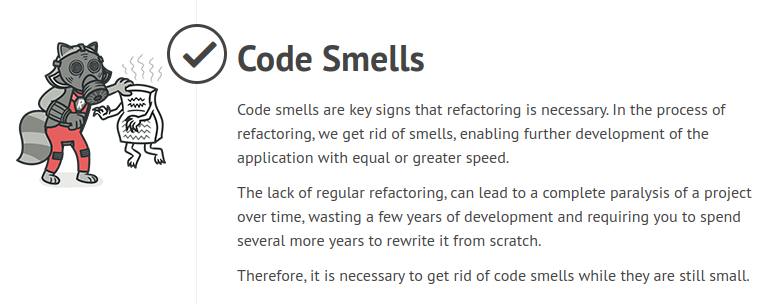 Code Smells
Code smells are key signs that refactoring is necessary. In the process of
refactoring, we get rid of smells, enabling further development of the
application with equal or greater speed.
The lack of regular refactoring, can lead to a complete paralysis of a project
over time, wasting a few years of development and requiring you to spend
several more years to rewrite it from scratch.
Therefore, it is necessary to get rid of code smells while they are still small.